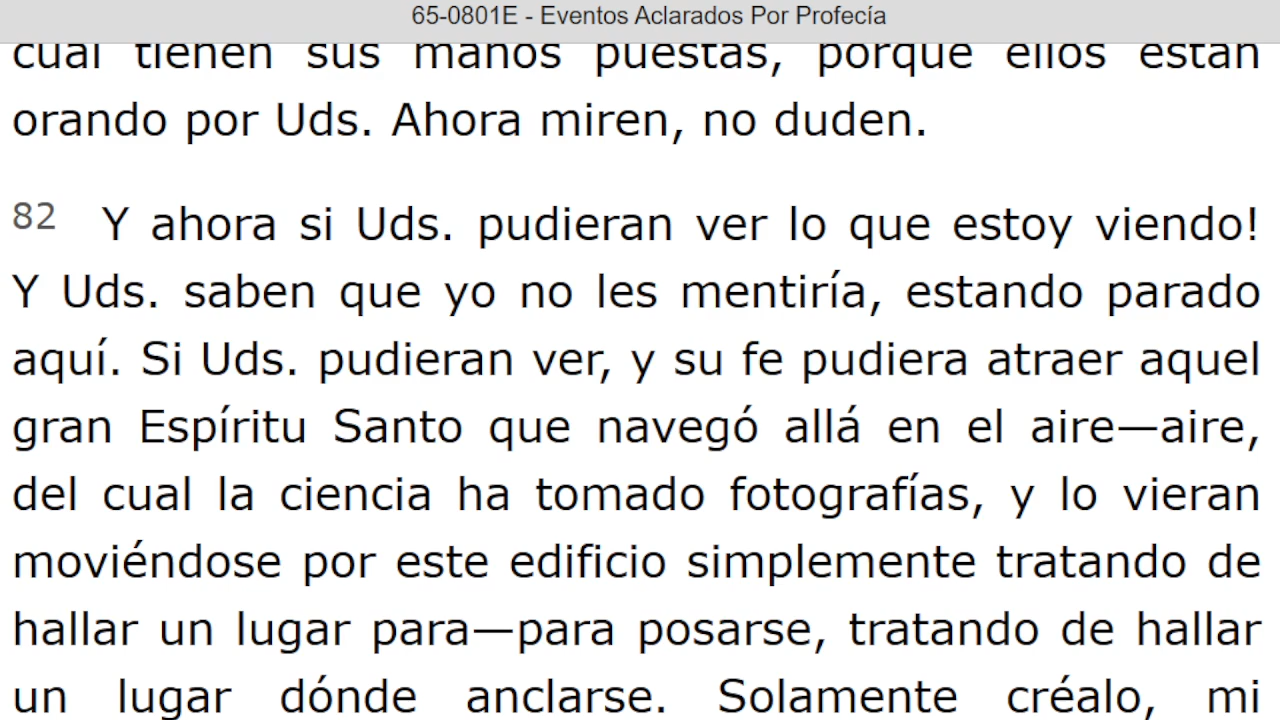 65-0801E - Eventos Aclarados Por Profecía
cual tienen sus manos puestas, porque ellos están
orando por Uds. Ahora miren, no duden.
82 Y ahora si Uds. pudieran ver lo que estoy viendo!
Y Uds. saben que yo no les mentiría, estando parado
aquí. Si Uds. pudieran ver, y su fe pudiera atraer aquel
gran Espíritu Santo que navegó allá en el aire—aire,
del cual la ciencia ha tomado fotografías, y lo vieran
moviéndose por este edificio simplemente tratando de
hallar un lugar para—para posarse, tratando de hallar
un lugar dónde anclarse. Solamente créalo, mi